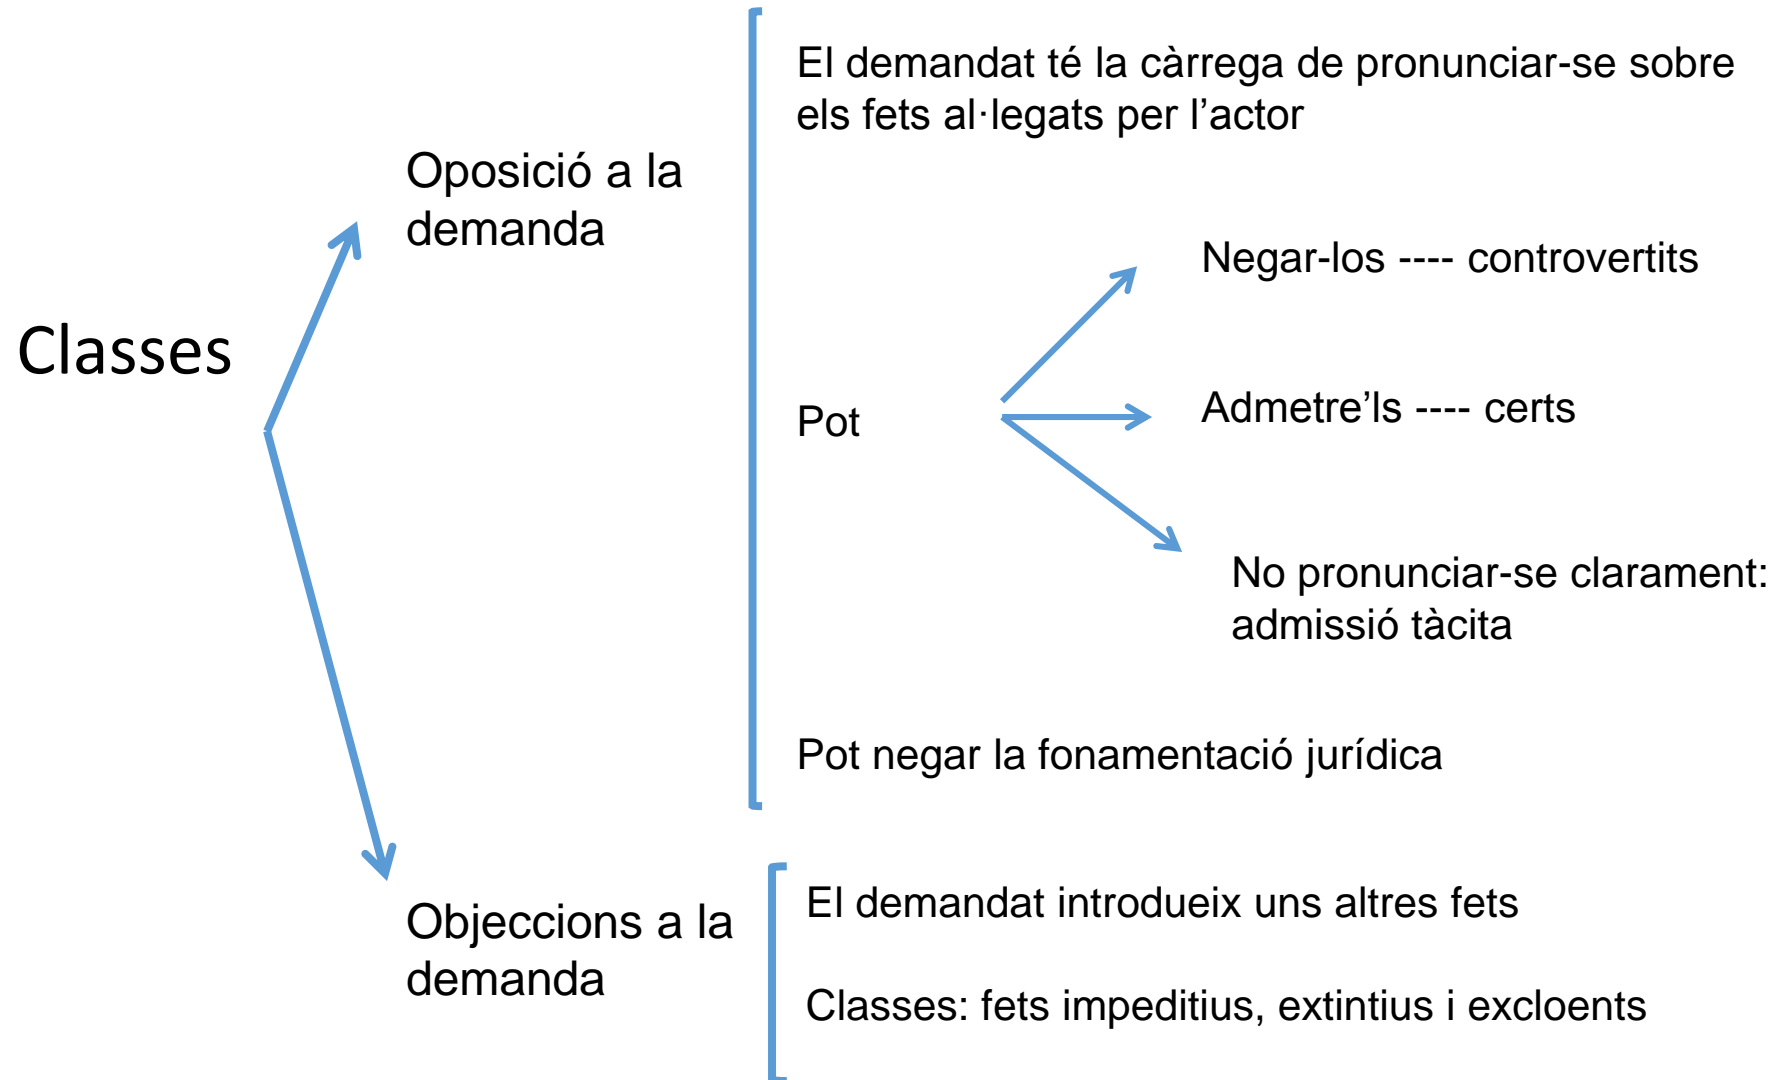 Classes
Oposició a la
demanda
El demandat té la càrrega de pronunciar-se sobre
els fets al·legats per l’actor
Pot
Negar-los ---- controvertits
Admetre’ls ---- certs
No pronunciar-se clarament:
admissió tàcita
Pot negar la fonamentació jurídica
Objeccions a la
demanda
El demandat introdueix uns altres fets
Classes: fets impeditius, extintius i excloents